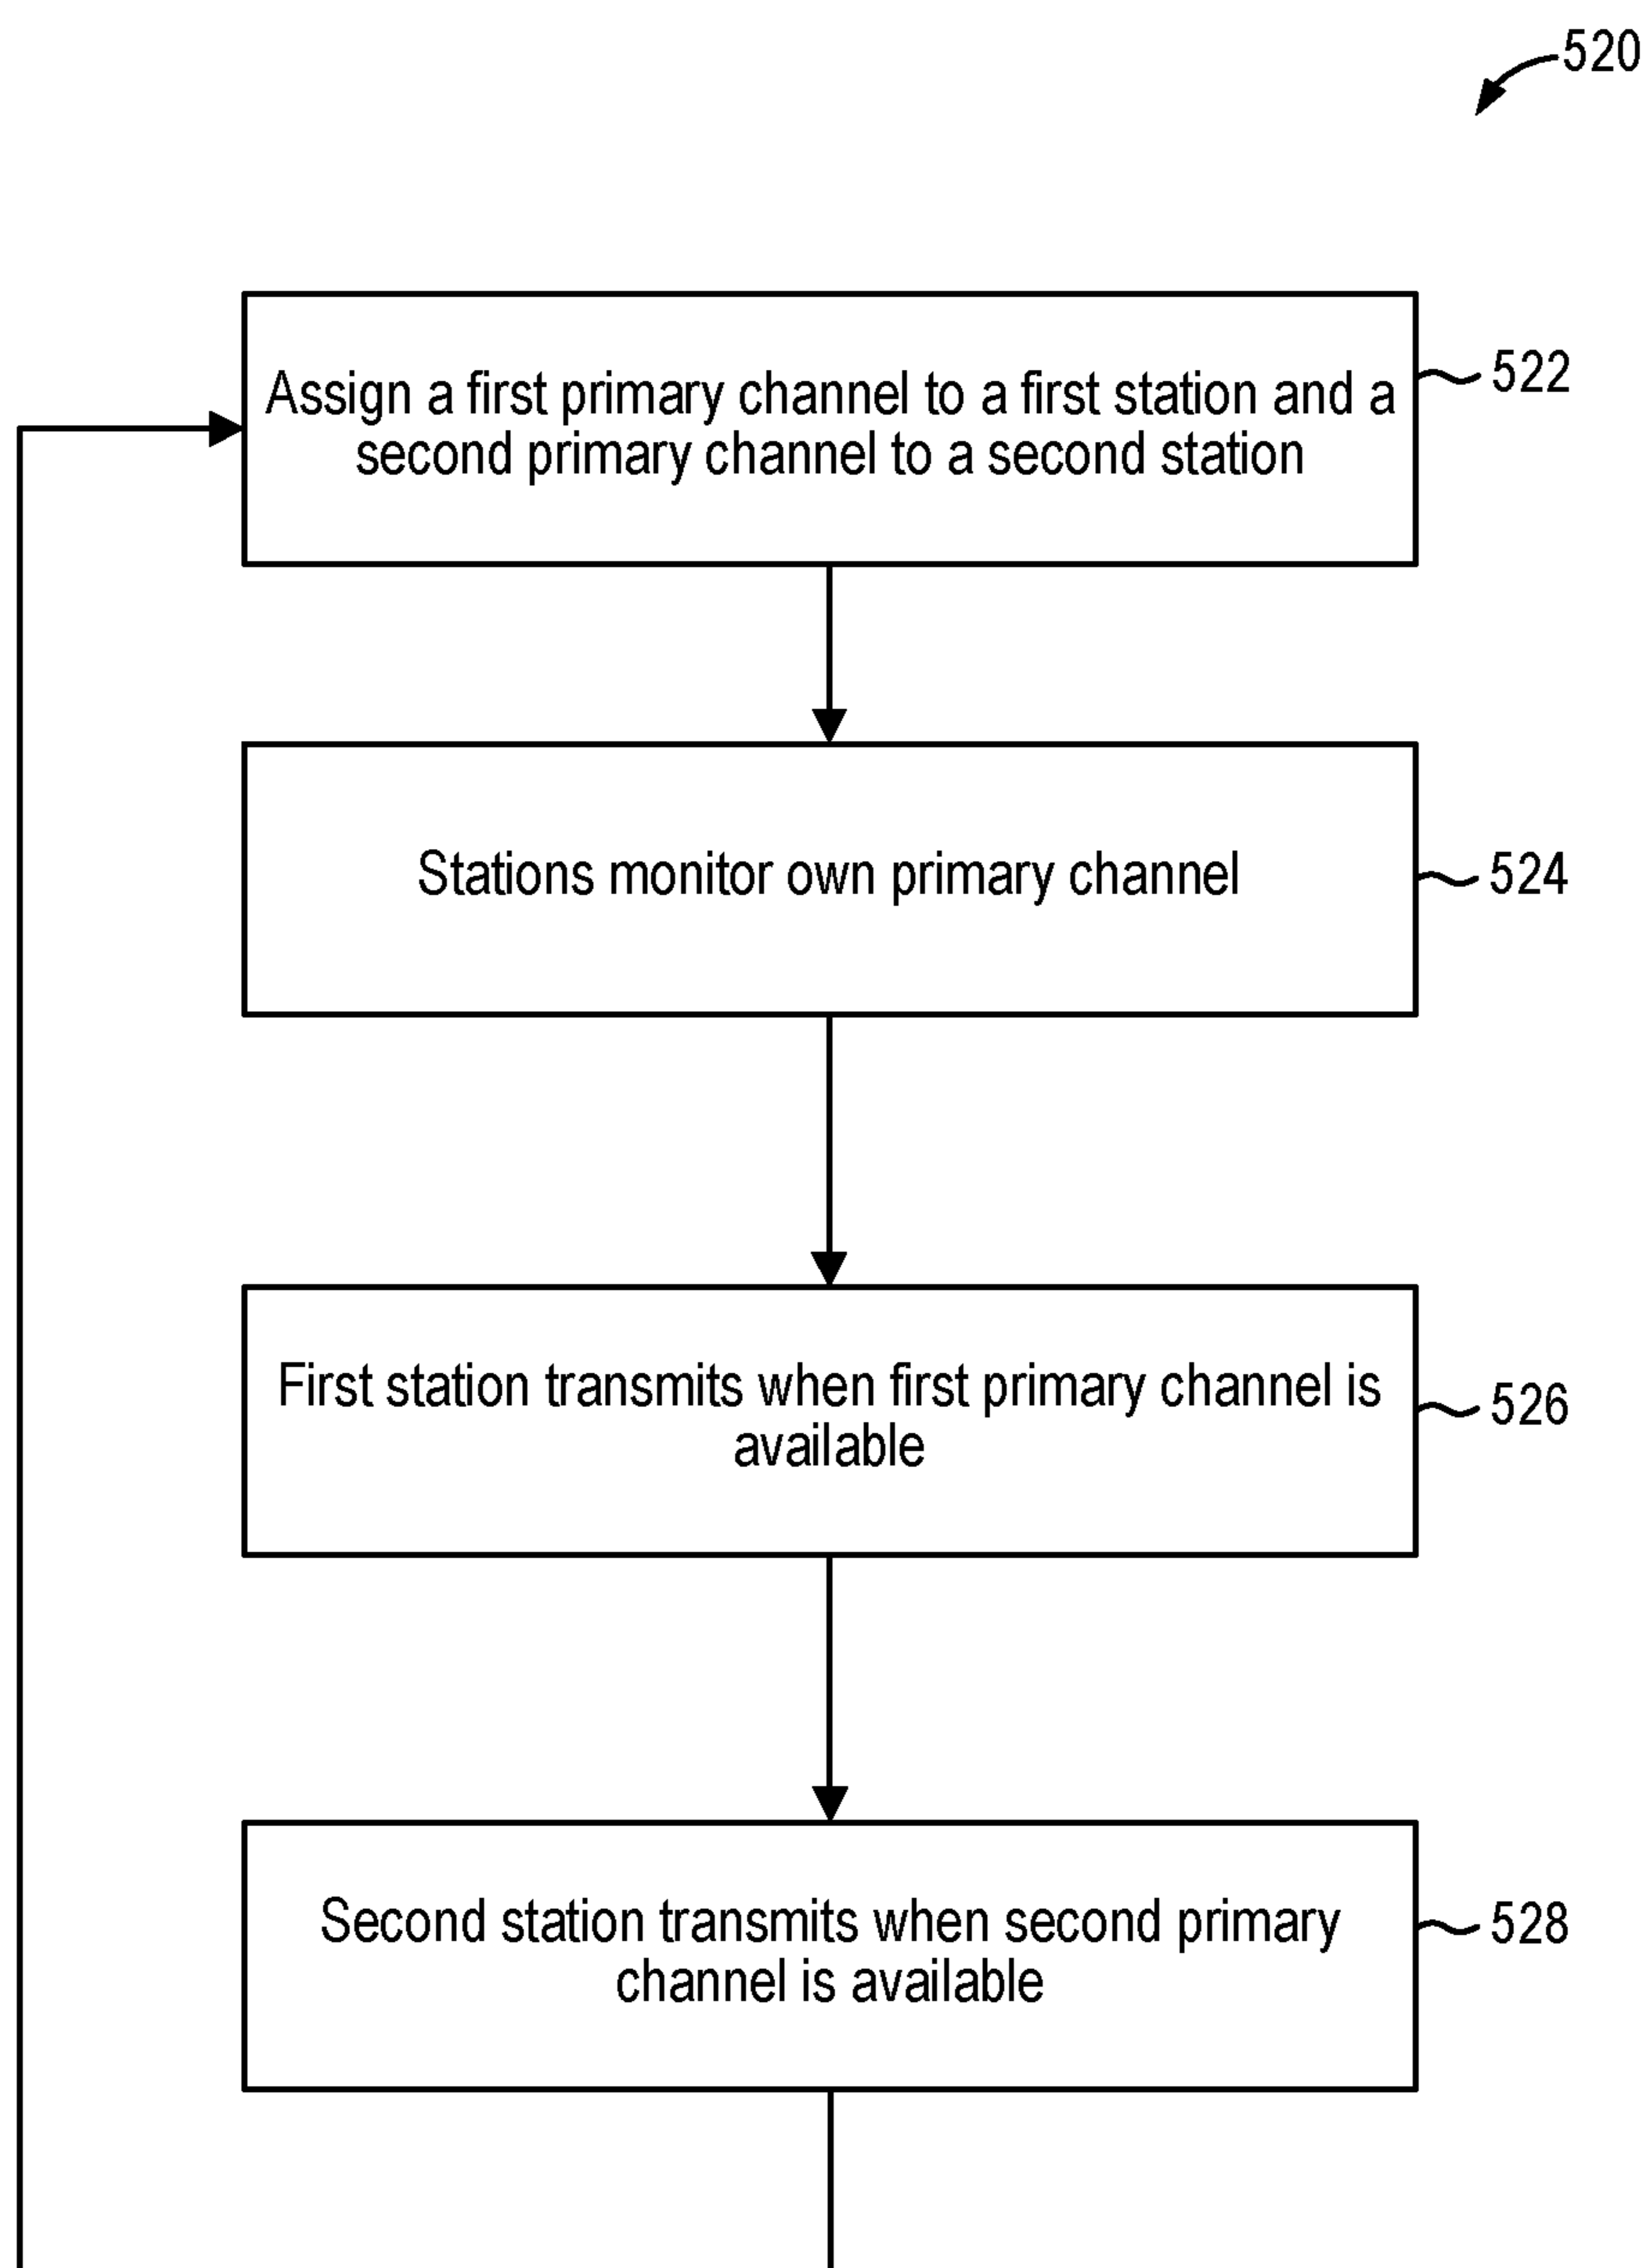 520
Assign a first primary channel to a first station and a
second primary channel to a second station
522
Stations monitor own primary channel
524
First station transmits when first primary channel is
available
526
Second station transmits when second primary
channel is available
528